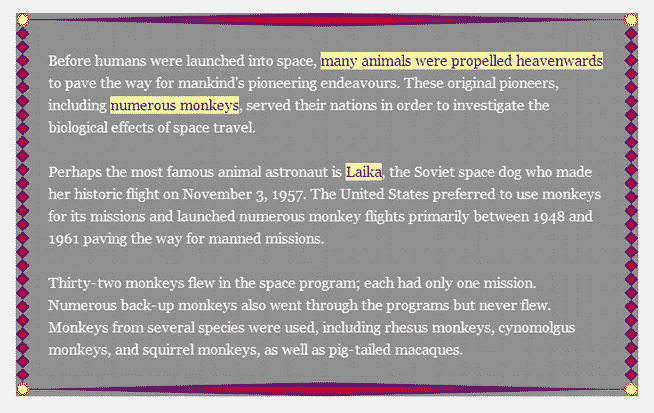 Before humans were launched into space, many animals were propelled heavenwards
to pave the way for mankind's pioneering endeavours. These original pioneers,
including numerous monkeys, served their nations in order to investigate the
biological effects of space travel.
Perhaps the most famous animal astronaut is Laika, the Soviet space dog who made
her historic flight on November 3, 1957. The United States preferred to use monkeys
for its missions and launched numerous monkey flights primarily between 1948 and
1961 paving the way for manned missions.
Thirty-two monkeys flew in the space program; each had only one mission.
Numerous back-up monkeys also went through the programs but never flew.
Monkeys from several species were used, including rhesus monkeys, cynomolgus
monkeys, and squirrel monkeys, as well as pig-tailed macaques.